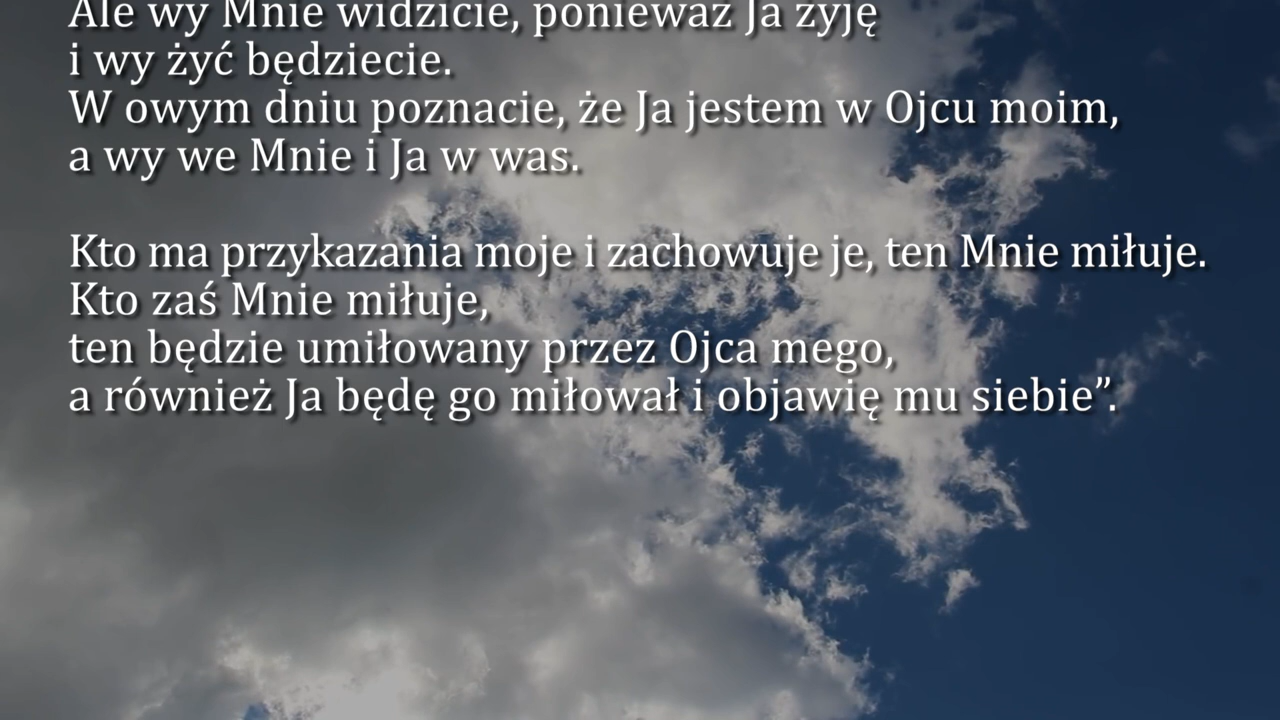 Ale wy Mnie widzicie, ponieważ Ja żyję
i wy żyć będziecie.
W owym dniu poznacie, że Ja jestem w Ojcu moim,
a wy we Mnie i Ja w was.
Kto ma przykazania moje i zachowuje je, ten Mnie miłuje.
Kto zaś Mnie miłuje,
ten będzie umiłowany przez Ojca mego,
a również Ja będę go miłował i objawię mu siebie”.